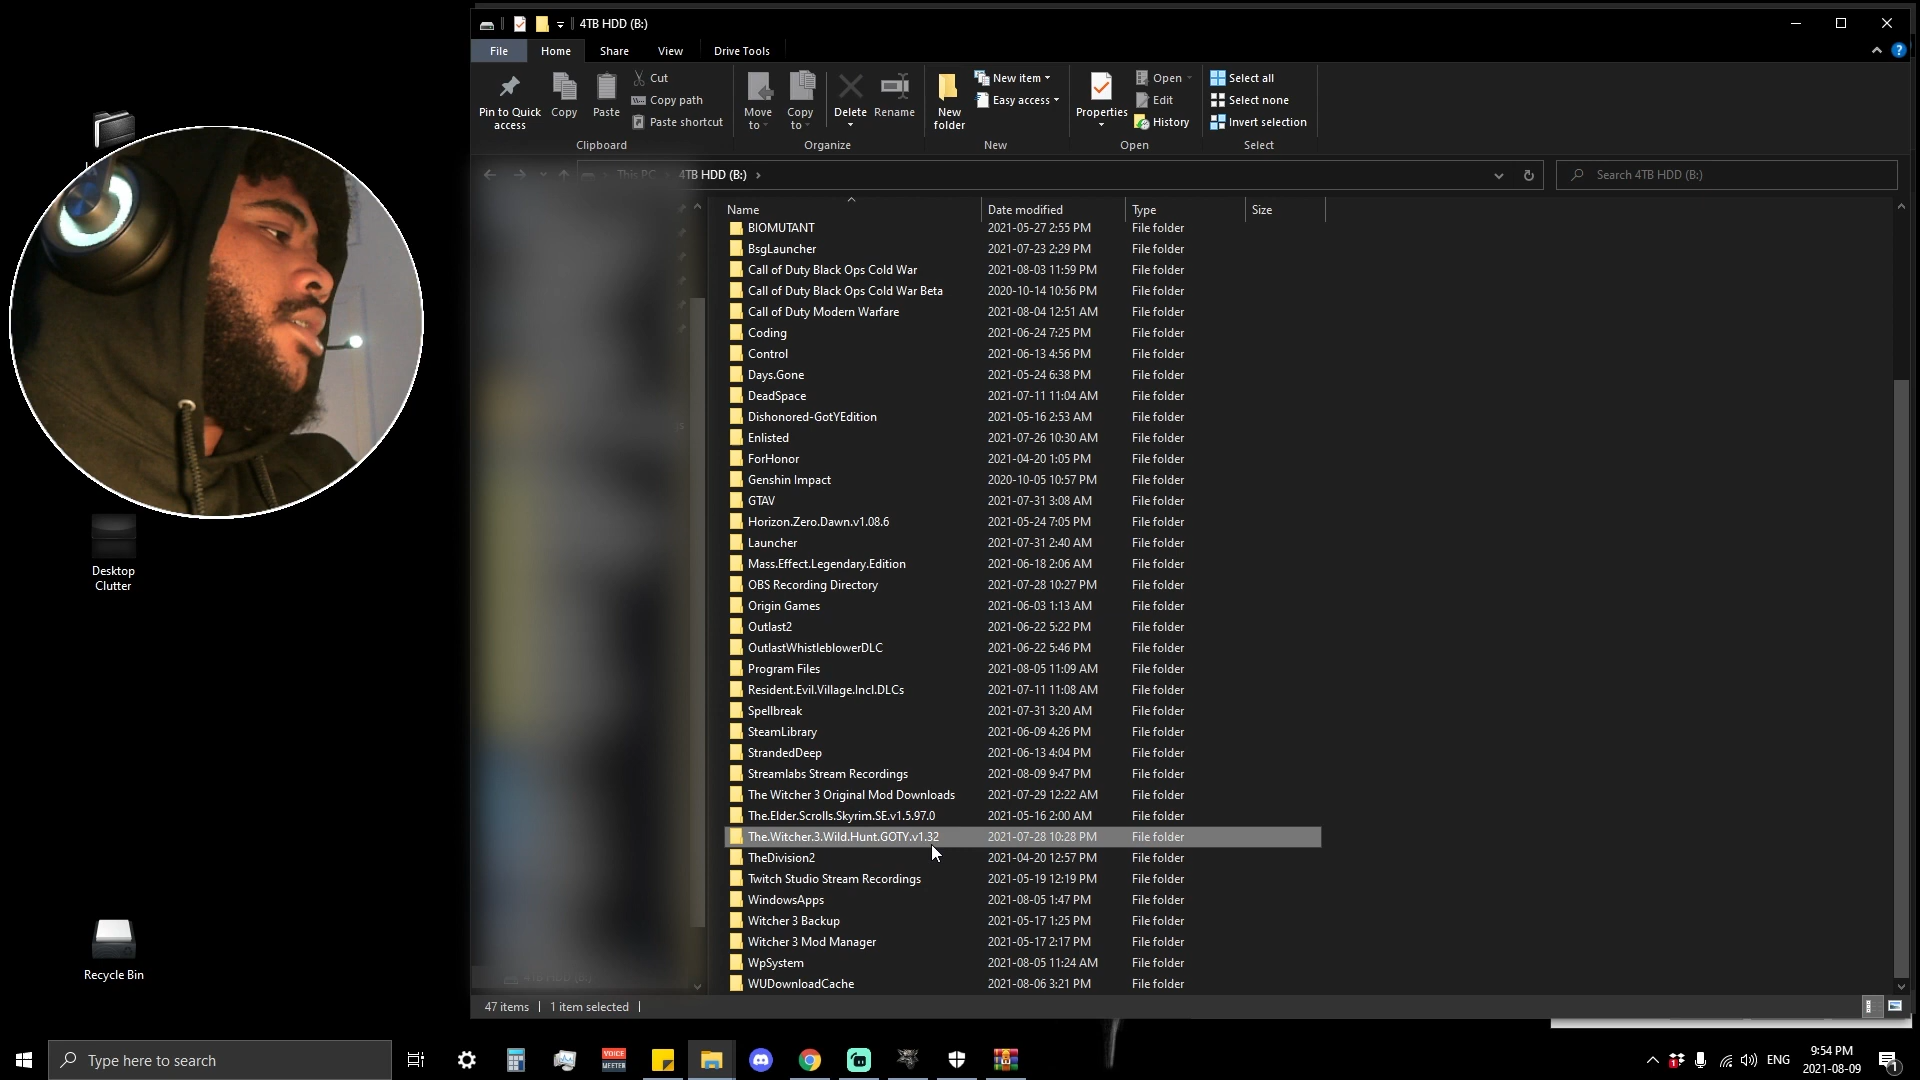 4TB HDD (B:)
File Home Share View Drive Tools
Pin to Quick access
Copy
Paste
Cut
Copy path
Paste shortcut
Clipboard
Move to
Copy to
Delete
Rename
Organize
New folder
New item
Easy access
New
Properties
Open
Edit
History
Open
Select all
Select none
Invert selection
Select
This PC 4TB HDD (B:)
Search 4TB HDD (B:)
Name Date modified Type Size
BIOMUTANT 2021-05-27 2:55 PM File folder
BsgLauncher 2021-07-23 2:29 PM File folder
Call of Duty Black Ops Cold War 2021-08-03 11:59 PM File folder
Call of Duty Black Ops Cold War Beta 2020-10-14 10:56 PM File folder
Call of Duty Modern Warfare 2021-08-04 12:51 AM File folder
Coding 2021-06-24 7:25 PM File folder
Control 2021-06-13 4:56 PM File folder
Days.Gone 2021-05-24 6:38 PM File folder
DeadSpace 2021-07-11 11:04 AM File folder
Dishonored-GotYEdition 2021-05-16 2:53 AM File folder
Enlisted 2021-07-26 10:30 AM File folder
ForHonor 2021-04-20 1:05 PM File folder
Genshin Impact 2020-10-05 10:57 PM File folder
GTAV 2021-07-31 3:08 AM File folder
Horizon.Zero.Dawn.v1.08.6 2021-05-24 7:05 PM File folder
Launcher 2021-07-31 2:40 AM File folder
Mass.Effect.Legendary.Edition 2021-06-18 2:06 AM File folder
OBS Recording Directory 2021-07-28 10:27 PM File folder
Origin Games 2021-06-03 1:13 AM File folder
Outlast2 2021-06-22 5:22 PM File folder
OutlastWhistleblowerDLC 2021-06-22 5:46 PM File folder
Program Files 2021-08-05 11:09 AM File folder
Resident.Evil.Village.Incl.DLCs 2021-07-11 11:08 AM File folder
Spellbreak 2021-07-31 3:20 AM File folder
SteamLibrary 2021-06-09 4:26 PM File folder
StrandedDeep 2021-06-13 4:04 PM File folder
Streamlabs Stream Recordings 2021-08-09 9:47 PM File folder
The Witcher 3 Original Mod Downloads 2021-07-29 12:22 AM File folder
The.Elder.Scrolls.Skyrim.SE.v1.5.97.0 2021-05-16 2:00 AM File folder
The.Witcher.3.Wild.Hunt.GOTY.v1.32 2021-07-28 10:28 PM File folder
TheDivision2 2021-04-20 12:57 PM File folder
Twitch Studio Stream Recordings 2021-05-19 12:19 PM File folder
WindowsApps 2021-08-05 1:47 PM File folder
Witcher 3 Backup 2021-05-17 1:25 PM File folder
Witcher 3 Mod Manager 2021-05-17 2:17 PM File folder
WpSystem 2021-08-05 11:24 AM File folder
WUDownloadCache 2021-08-06 3:21 PM File folder
47 items 1 item selected
Desktop
Clutter
Recycle Bin
Type here to search
VOICE
MEETER
ENG
9:54 PM
2021-08-09
1